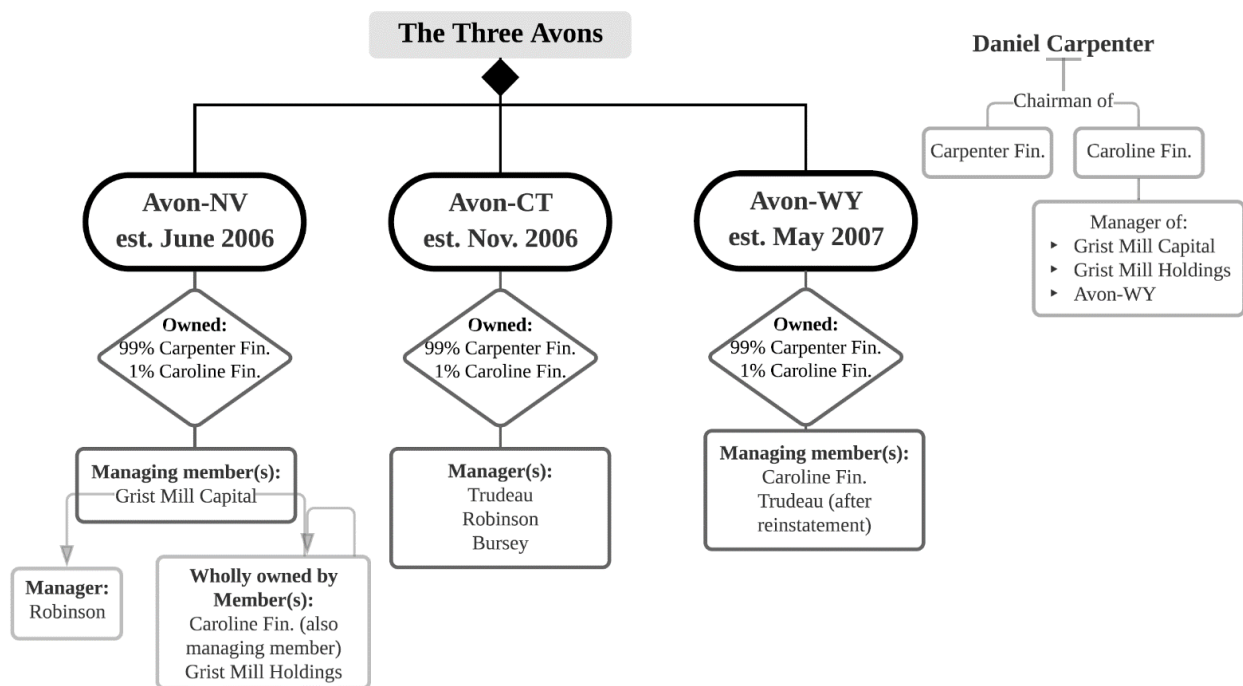 The Three Avons
Daniel Carpenter
Chairman of
Carpenter Fin.
Caroline Fin.
Manager of:
‣ Grist Mill Capital
‣ Grist Mill Holdings
‣ Avon-WY
Avon-NV
est. June 2006
Avon-CT
est. Nov. 2006
Avon-WY
est. May 2007
Owned:
99% Carpenter Fin.
1% Caroline Fin.
Owned:
99% Carpenter Fin.
1% Caroline Fin.
Owned:
99% Carpenter Fin.
1% Caroline Fin.
Managing member(s):
Grist Mill Capital
Manager(s):
Trudeau
Robinson
Bursey
Managing member(s):
Caroline Fin.
Trudeau (after
reinstatement)
Manager:
Robinson
Wholly owned by
Member(s):
Caroline Fin. (also
managing member)
Grist Mill Holdings